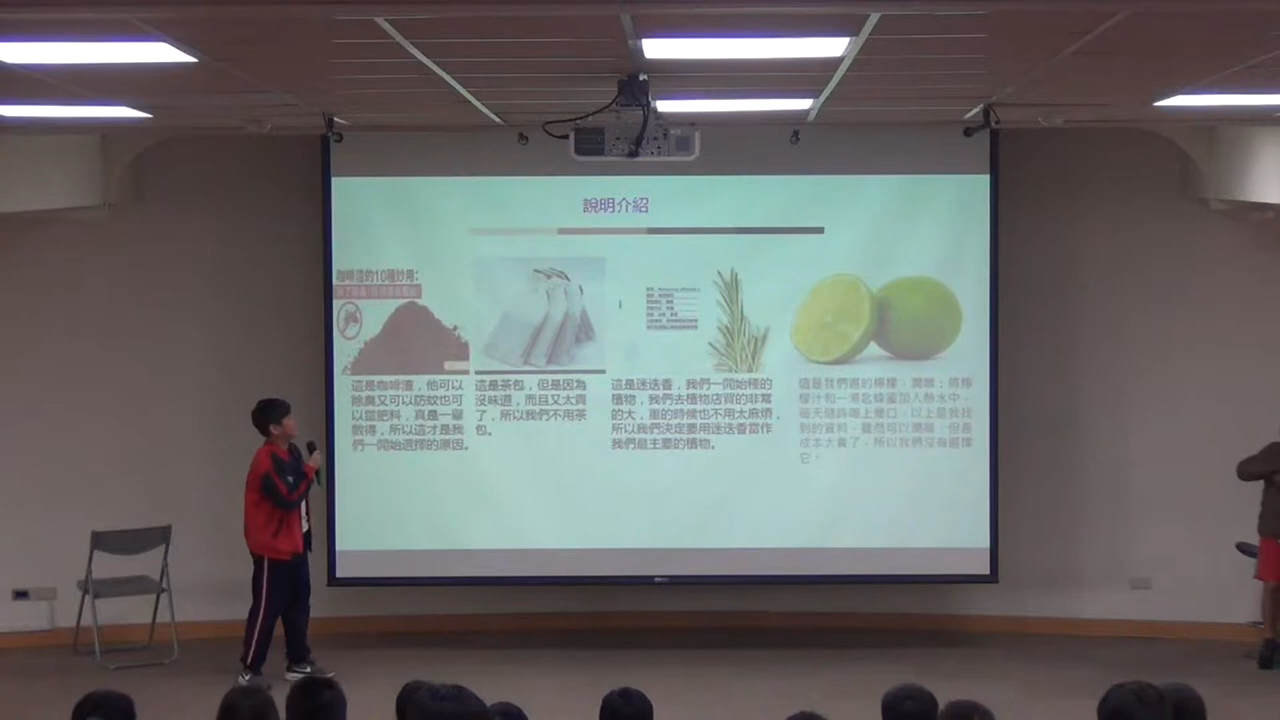 說明介紹
咖啡渣的10種妙用:
這是咖啡渣，他可以
除臭又可以防蚊也可
以當肥料，真是一舉
數得，所以這才是我
們一開始選擇的原因。
這是茶包，但是因為
沒味道，而且又太貴
了，所以我們不用茶
包。
這是迷迭香，我們一開始種的
植物，我們去植物店買的非常
的大，重的時候也不用太麻煩，
所以我們決定要用迷迭香當作
我們最主要的植物。
這是我們選的檸檬，潤喉：將檸
檬汁和一湯匙蜂蜜加入熱水中，
每天隨時喝上幾口，以上是我找
到的資料，雖然可以潤喉，但是
成本太貴了，所以我們沒有選擇
它。